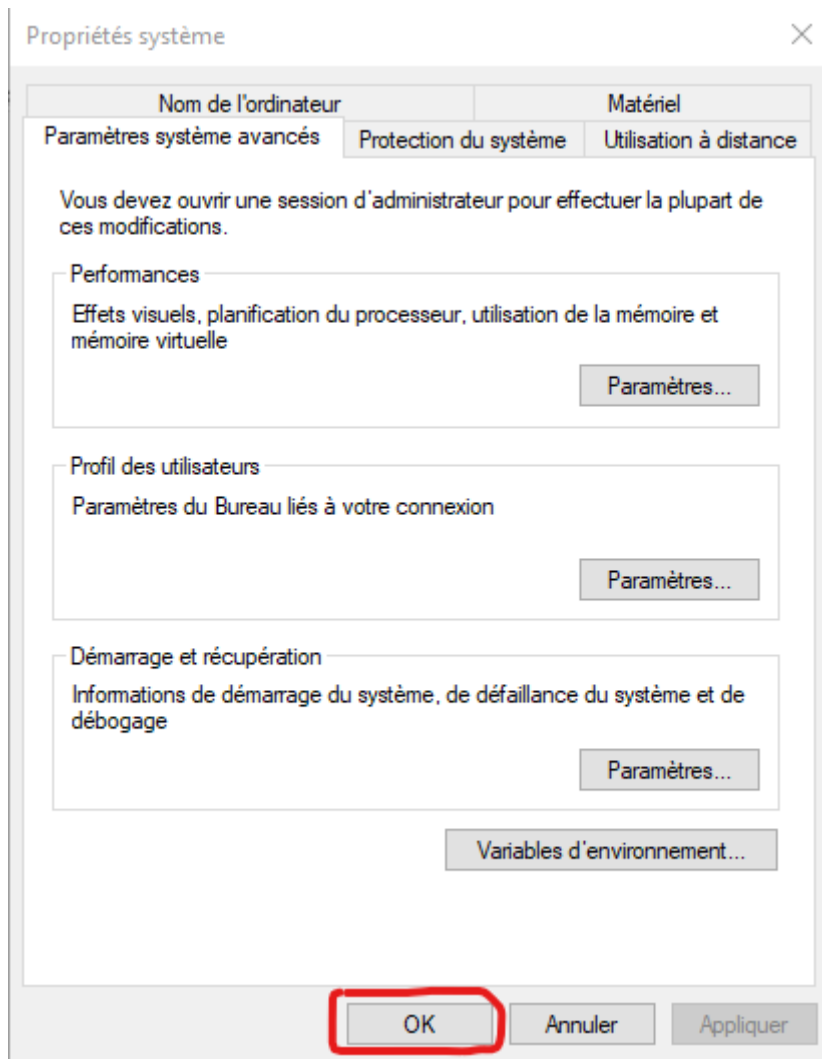 Propriétés système
Nom de l'ordinateur
Matériel
Paramètres système avancés
Protection du système
Utilisation à distance
Vous devez ouvrir une session d'administrateur pour effectuer la plupart de
ces modifications.
Performances
Effets visuels, planification du processeur, utilisation de la mémoire et
mémoire virtuelle
Paramètres...
Profil des utilisateurs
Paramètres du Bureau liés à votre connexion
Paramètres...
Démarrage et récupération
Informations de démarrage du système, de défaillance du système et de
débogage
Paramètres...
Variables d'environnement...
OK
Annuler
Appliquer